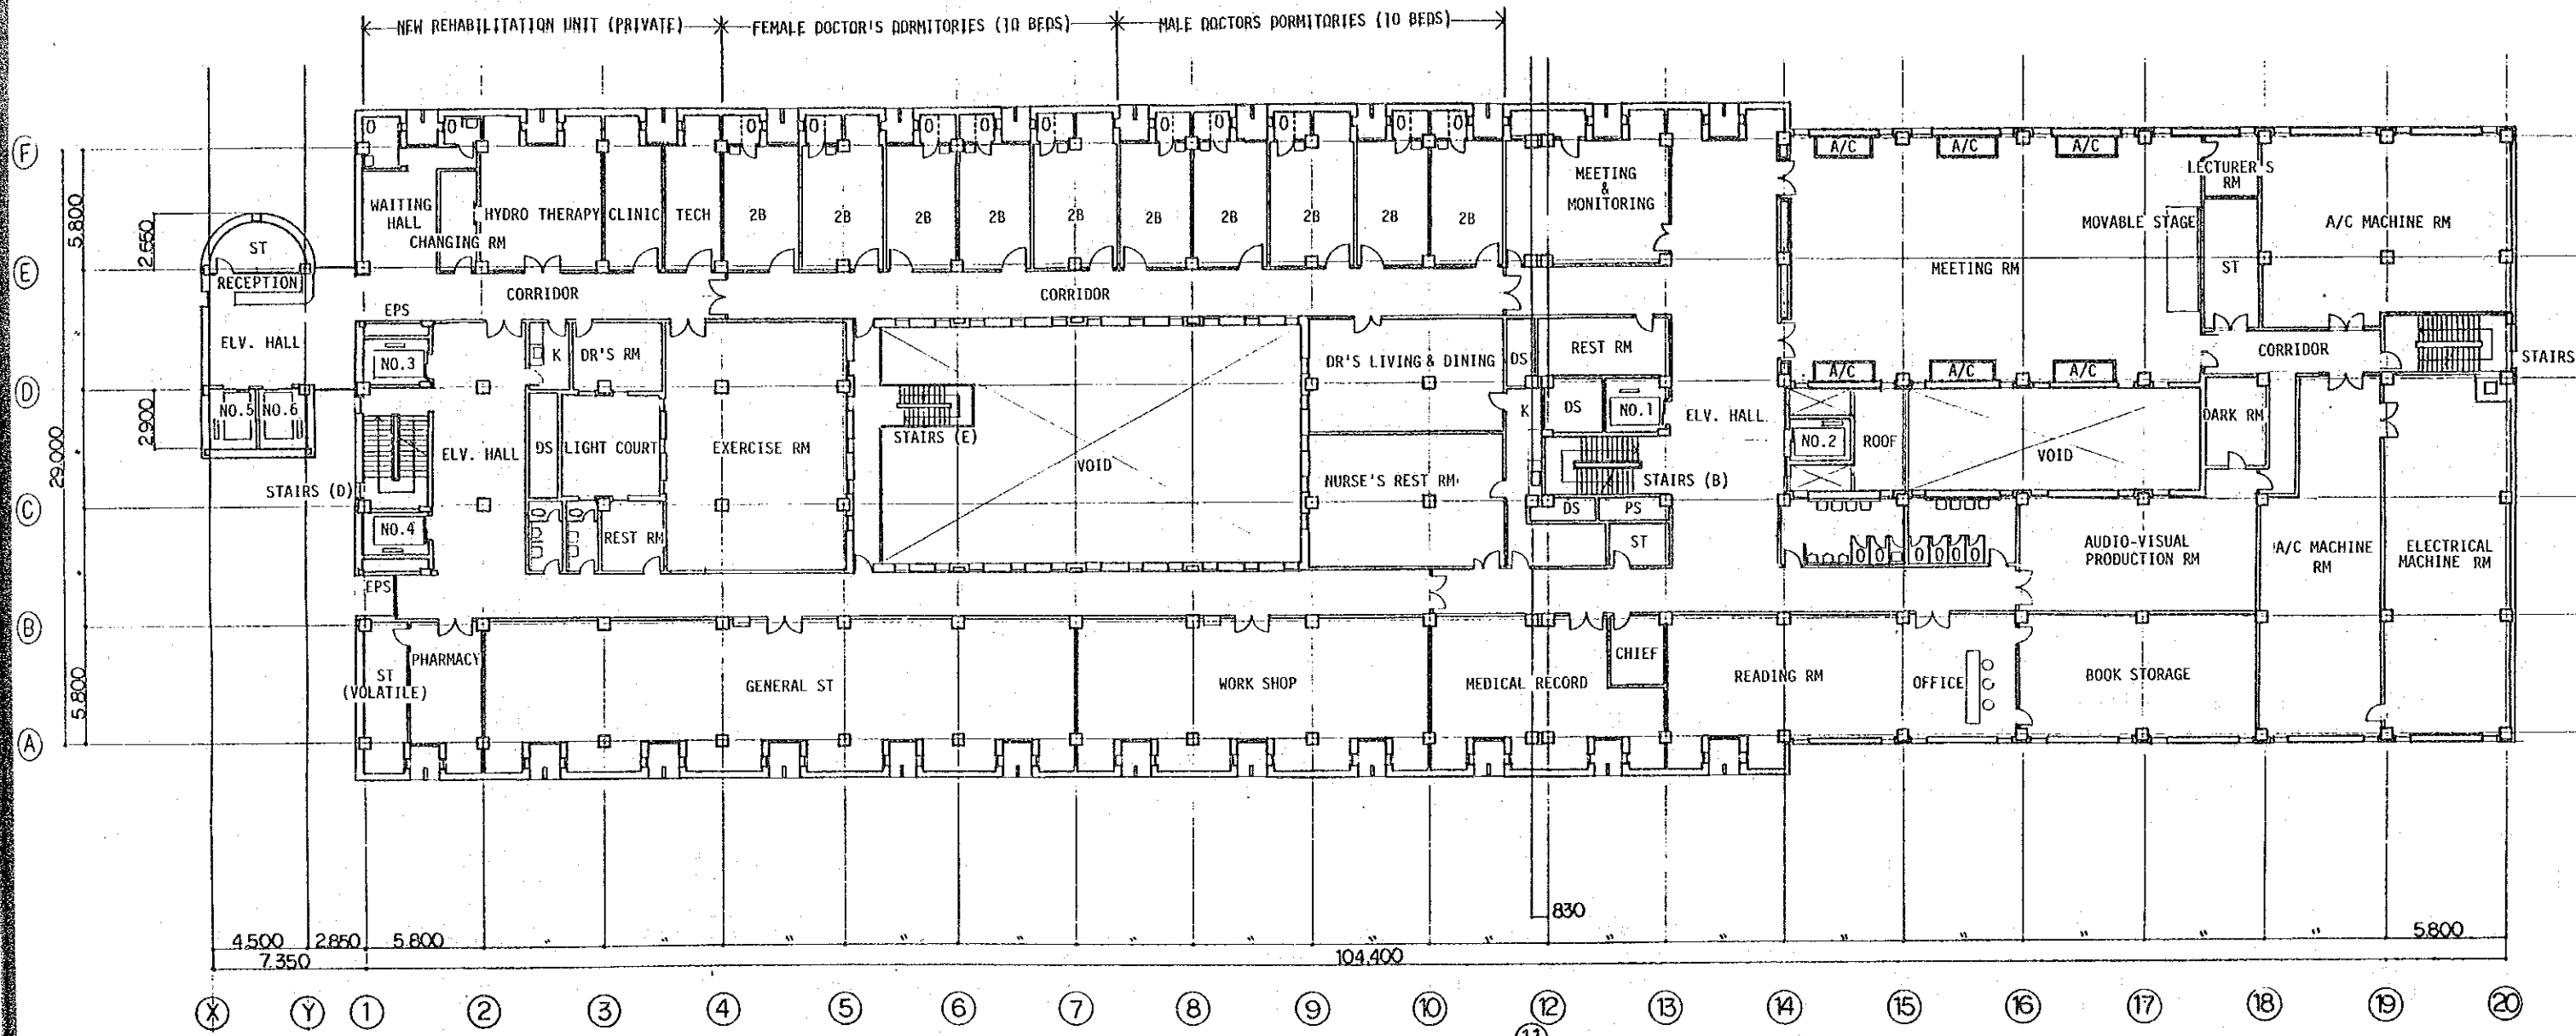 NEW REHABILITATION UNIT (PRIVATE)
FEMALE DOCTOR'S DORMITORIES (10 BEDS)
MALE DOCTORS DORMITORIES (10 BEDS)
F
E
D
C
B
A
5.800
29.000
5.800
2.650
2.900
ST
RECEPTION
ELV. HALL
NO.5
NO.6
WAITING
HALL
CHANGING RM
HYDRO THERAPY
CLINIC
TECH
2B
2B
2B
2B
2B
2B
2B
2B
2B
2B
MEETING
&
MONITORING
A/C
A/C
A/C
LECTURER'S
RM
MOVABLE STAGE
MEETING RM
ST
A/C MACHINE RM
CORRIDOR
CORRIDOR
EPS
NO.3
K
DR'S RM
DR'S LIVING & DINING
DS
REST RM
A/C
A/C
A/C
CORRIDOR
STAIRS
ELV. HALL
DS
LIGHT COURT
EXERCISE RM
STAIRS (E)
VOID
K
DS
NO.1
ELV. HALL
NO.2
ROOF
VOID
DARK RM
STAIRS (D)
NURSE'S REST RM
STAIRS (B)
NO.4
REST RM
DS
PS
ST
AUDIO-VISUAL
PRODUCTION RM
A/C MACHINE
RM
ELECTRICAL
MACHINE RM
EPS
ST
(VOLATILE)
PHARMACY
GENERAL ST
WORK SHOP
MEDICAL RECORD
CHIEF
READING RM
OFFICE
BOOK STORAGE
830
4.500
2.850
5.800
5.800
7.350
104.400
X
Y
1
2
3
4
5
6
7
8
9
10
11
12
13
14
15
16
17
18
19
20